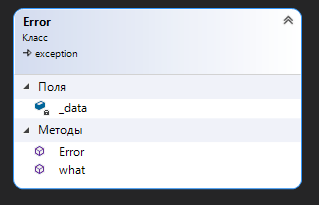 Error
Класс
exception
Поля
_data
Методы
Error
what